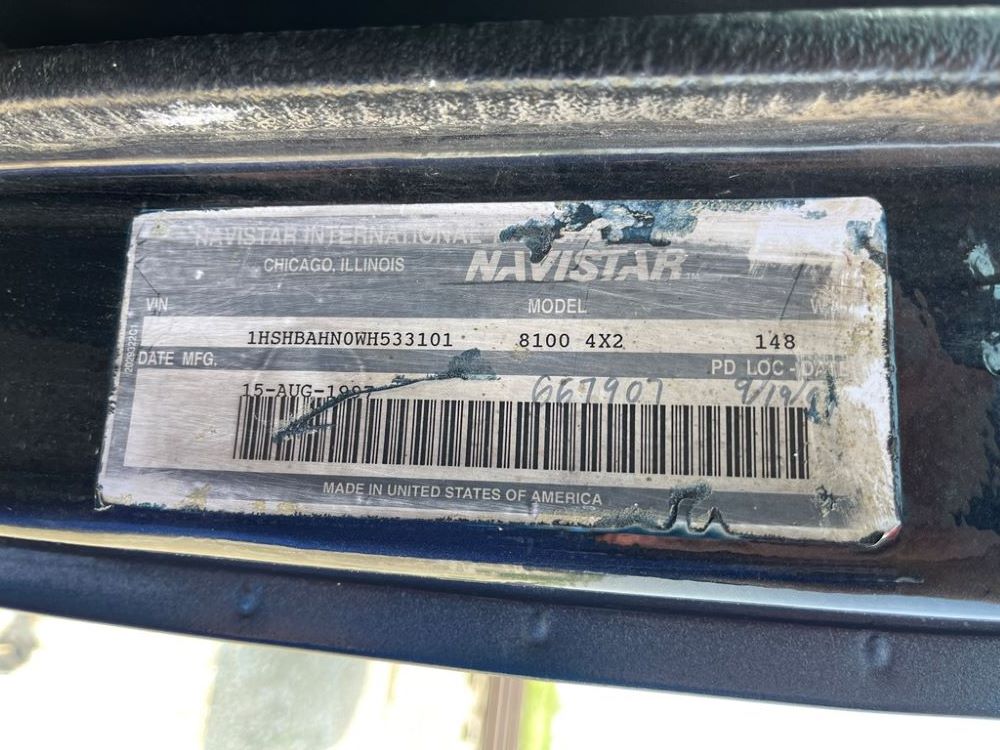 NAVISTAR INTERNATIONAL
CHICAGO, ILLINOIS
NAVISTAR
VIN MODEL
1HSHBAHN0WH533101 8100 4X2 148
DATE MFG. PD LOC - DATE
15-AUG-1997 667907
MADE IN UNITED STATES OF AMERICA